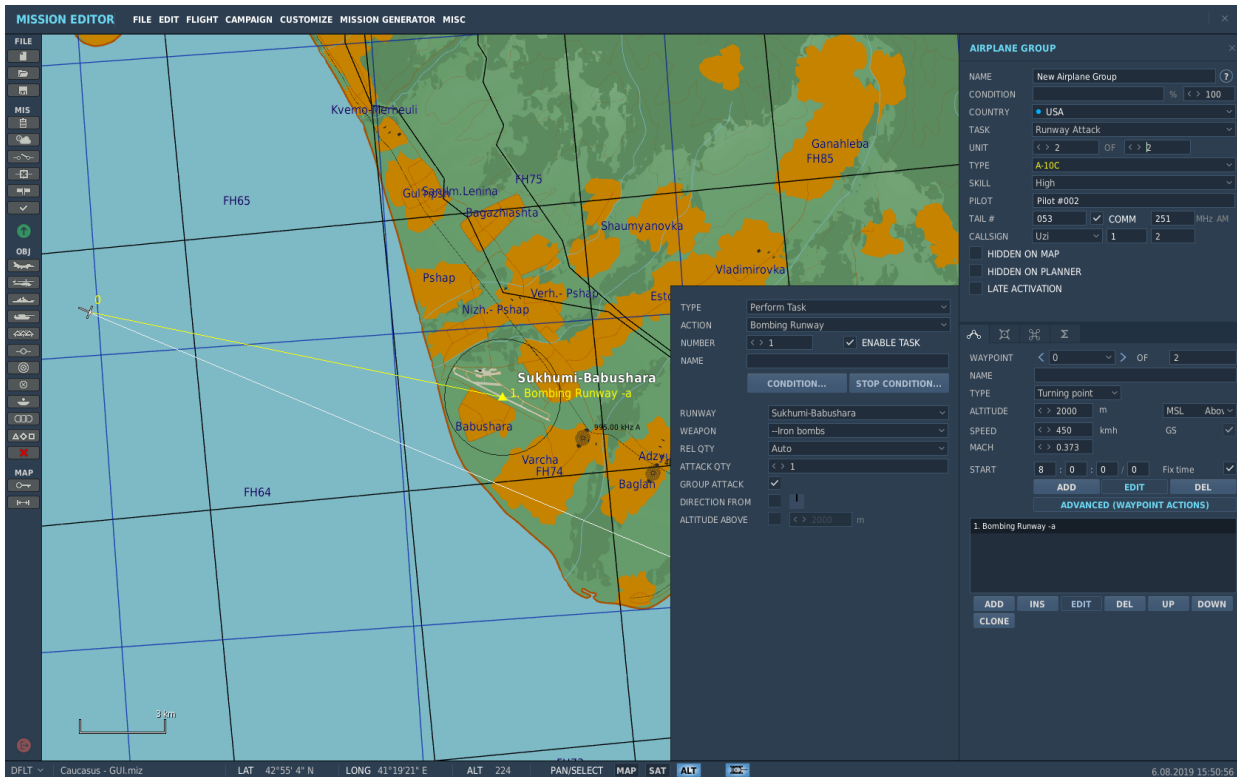 MISSION EDITOR FILE EDIT FLIGHT CAMPAIGN CUSTOMIZE MISSION GENERATOR MISC
FILE
MIS
OBJ
MAP
Kvemo-Merheuli
FH65
FH75
Ganahleba
FH85
Bagazhiashta
Shaumyanovka
Vladimirovka
Pshap
Verh.- Pshap
Nizh.- Pshap
0
Sukhumi-Babushara
1. Bombing Runway -a
Babushara
995.00 kHz A
Varcha
FH74
Baglan
FH64
3 km
TYPE Perform Task
ACTION Bombing Runway
NUMBER < > 1 ENABLE TASK
NAME
CONDITION... STOP CONDITION...
RUNWAY Sukhumi-Babushara
WEAPON --Iron bombs
REL QTY Auto
ATTACK QTY < > 1
GROUP ATTACK
DIRECTION FROM
ALTITUDE ABOVE < > 2000 m
AIRPLANE GROUP
NAME New Airplane Group ?
CONDITION % < > 100
COUNTRY USA
TASK Runway Attack
UNIT < > 2 OF < > 2
TYPE A-10C
SKILL High
PILOT Pilot #002
TAIL # 053 COMM 251 MHz AM
CALLSIGN Uzi 1 2
HIDDEN ON MAP
HIDDEN ON PLANNER
LATE ACTIVATION
WAYPOINT < 0 > OF 2
NAME
TYPE Turning point
ALTITUDE < > 2000 m MSL Abov
SPEED < > 450 kmh GS
MACH < > 0.373
START 8 : 0 : 0 / 0 Fix time
ADD EDIT DEL
ADVANCED (WAYPOINT ACTIONS)
1. Bombing Runway -a
ADD INS EDIT DEL UP DOWN
CLONE
DFLT Caucasus - GUI.miz LAT 42°55' 4" N LONG 41°19'21" E ALT 224 PAN/SELECT MAP SAT ALT 6.08.2019 15:50:56